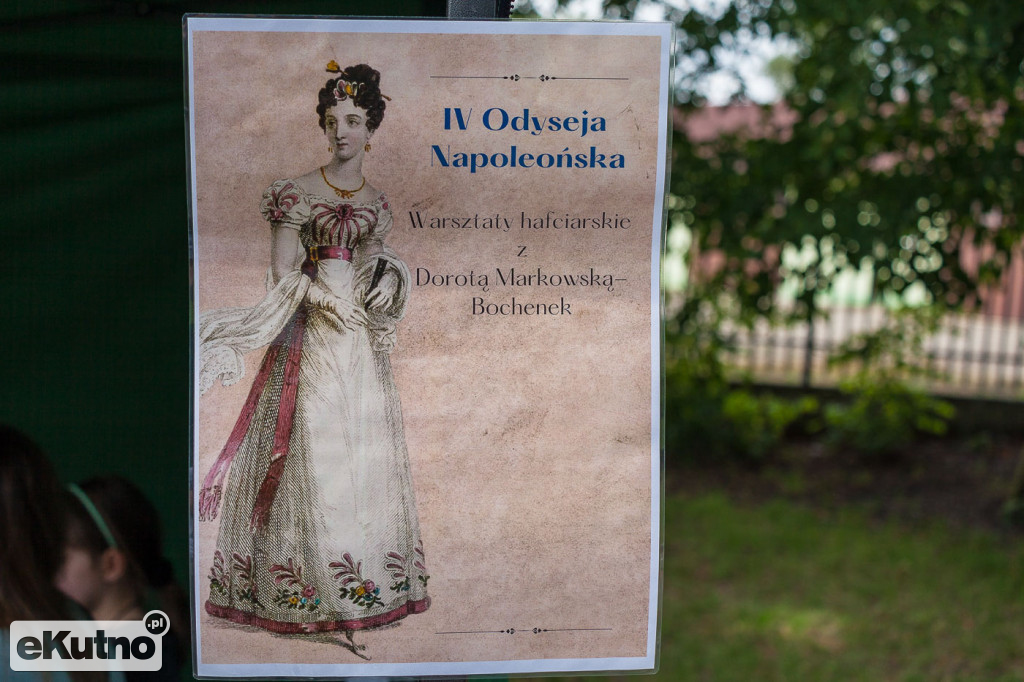 IV Odyseja
Napoleońska
Warsztaty hafciarskie
z
Dorotą Markowską–
Bochenek
eKutno.pl